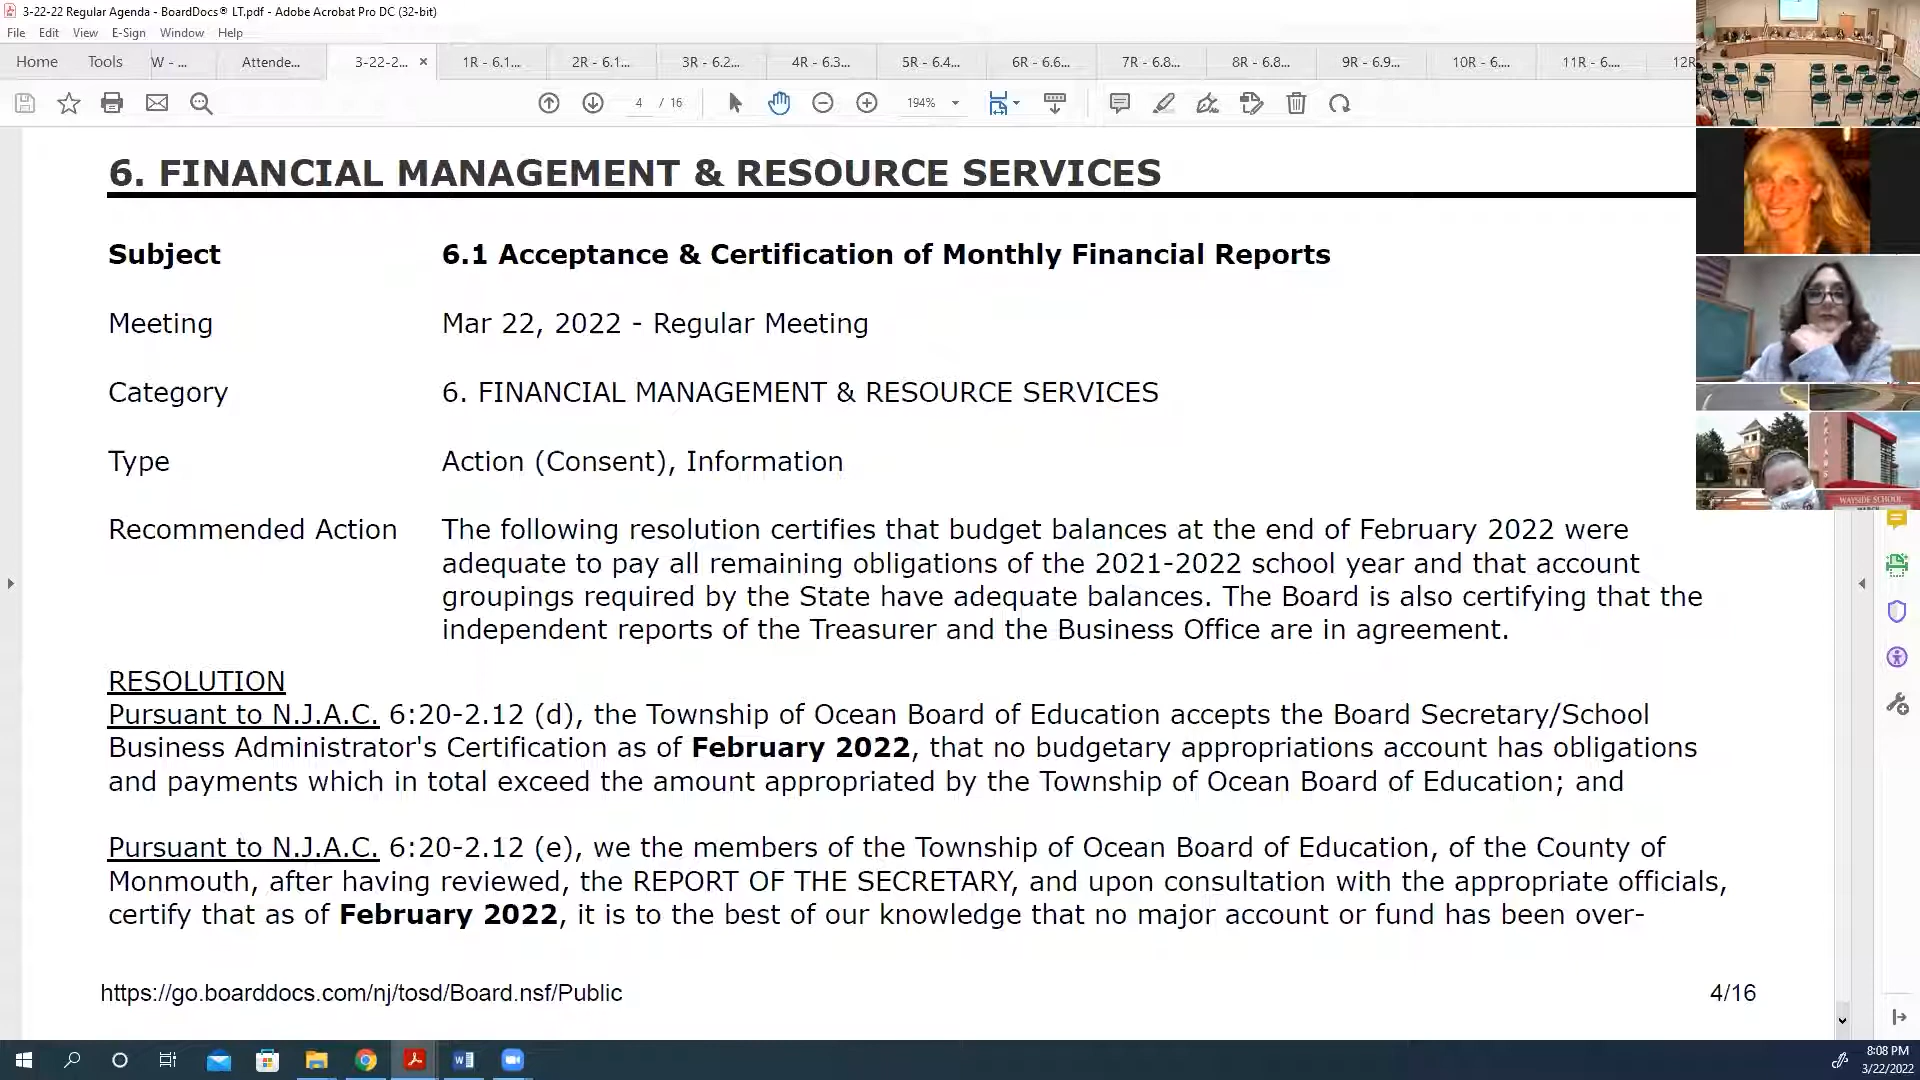 3-22-22 Regular Agenda - BoardDocs® LT.pdf - Adobe Acrobat Pro DC (32-bit)
File Edit View E-Sign Window Help
Home Tools W - ... Attende... 3-22-2... × 1R - 6.1... 2R - 6.1... 3R - 6.2... 4R - 6.3... 5R - 6.4... 6R - 6.6... 7R - 6.8... 8R - 6.8... 9R - 6.9... 10R - 6.... 11R - 6.... 12R
4 / 16 194%
6. FINANCIAL MANAGEMENT & RESOURCE SERVICES
Subject 6.1 Acceptance & Certification of Monthly Financial Reports
Meeting Mar 22, 2022 - Regular Meeting
Category 6. FINANCIAL MANAGEMENT & RESOURCE SERVICES
Type Action (Consent), Information
WAYSIDE SCHOOL
Recommended Action The following resolution certifies that budget balances at the end of February 2022 were
adequate to pay all remaining obligations of the 2021-2022 school year and that account
groupings required by the State have adequate balances. The Board is also certifying that the
independent reports of the Treasurer and the Business Office are in agreement.
RESOLUTION
Pursuant to N.J.A.C. 6:20-2.12 (d), the Township of Ocean Board of Education accepts the Board Secretary/School
Business Administrator's Certification as of February 2022, that no budgetary appropriations account has obligations
and payments which in total exceed the amount appropriated by the Township of Ocean Board of Education; and
Pursuant to N.J.A.C. 6:20-2.12 (e), we the members of the Township of Ocean Board of Education, of the County of
Monmouth, after having reviewed, the REPORT OF THE SECRETARY, and upon consultation with the appropriate officials,
certify that as of February 2022, it is to the best of our knowledge that no major account or fund has been over-
https://go.boarddocs.com/nj/tosd/Board.nsf/Public 4/16
8:08 PM
3/22/2022